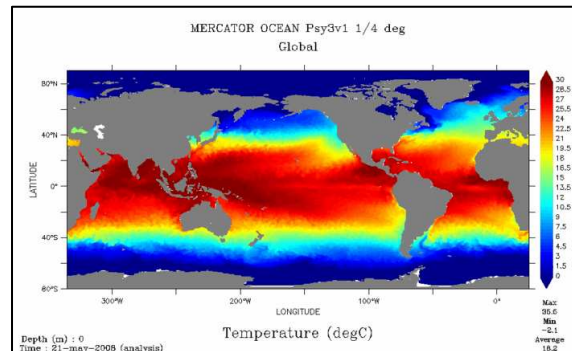 MERCATOR OCEAN Psy3v1 1/4 deg
Global
80°N
40°N
0°
40°S
80°S
LATITUDE
300°W
200°W
100°W
0°
LONGITUDE
30
28.5
27
25.5
24
22.5
21
19.5
18
16.5
15
13.5
12
10.5
9
7.5
6
4.5
3
1.5
0
Max
Min
-2.1
Average
18.2
Depth (m) : 0
Time : 21-may-2008 (analysis)
Temperature (degC)